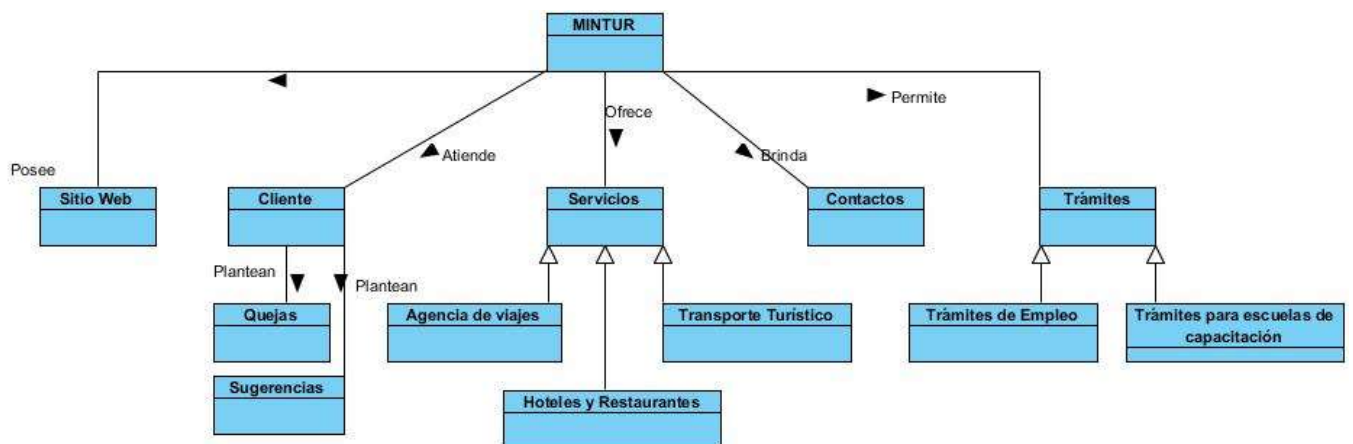 MINTUR
Permite
Ofrece
Atiende
Brinda
Posee
Sitio Web
Cliente
Servicios
Contactos
Trámites
Plantean
Plantean
Quejas
Agencia de viajes
Transporte Turístico
Trámites de Empleo
Trámites para escuelas de
capacitación
Sugerencias
Hoteles y Restaurantes